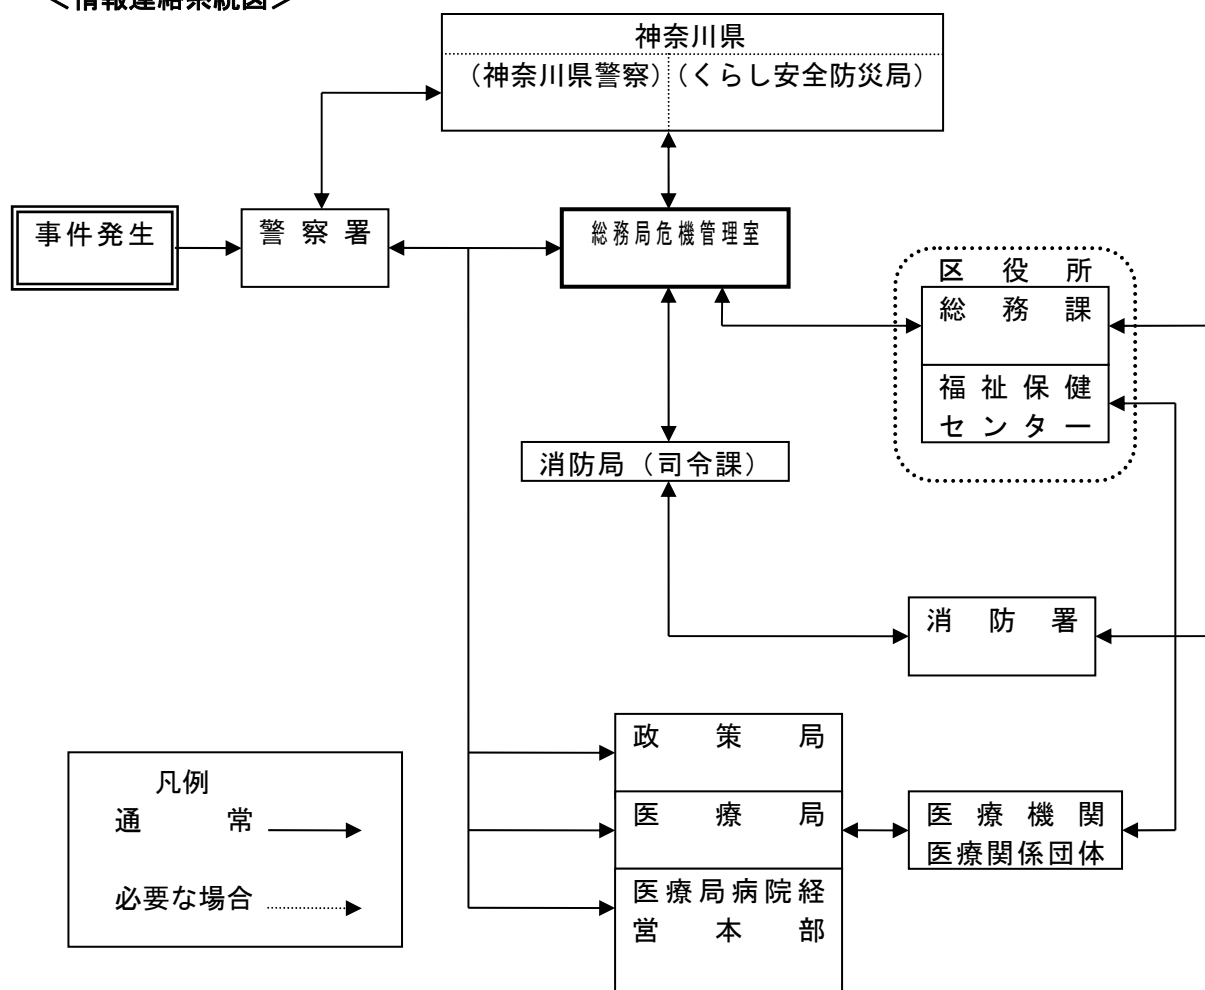 ＜情報連絡系統図＞
神奈川県
（神奈川県警察）（くらし安全防災局）
事件発生
警察署
総務局危機管理室
区役所
総務課
福祉保健
センター
消防局（司令課）
消防署
政策局
医療局
医療局病院経
営本部
医療機関
医療関係団体
凡例
通常
必要な場合